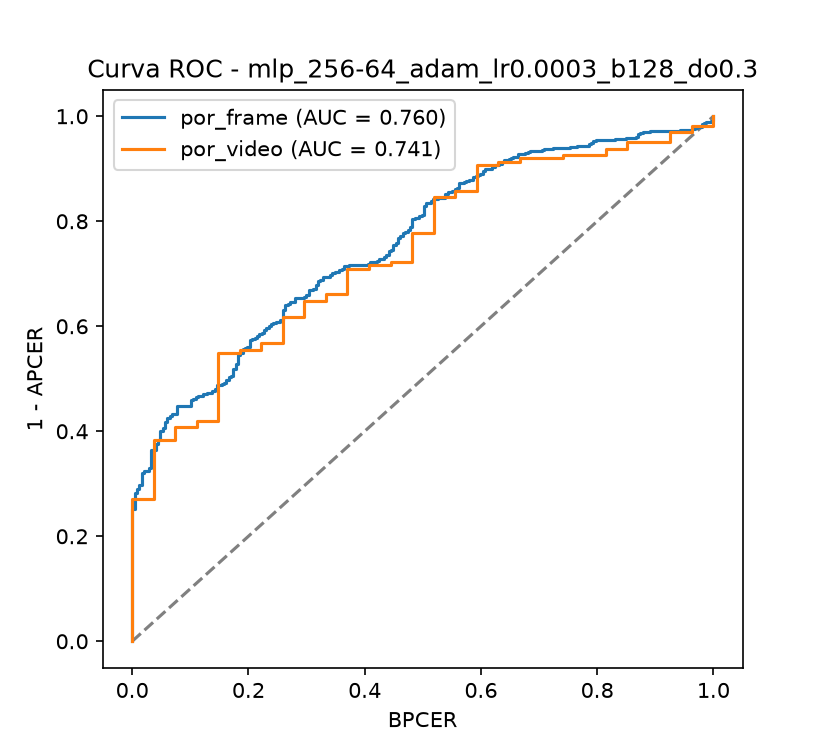 Curva ROC - mlp_256-64_adam_lr0.0003_b128_do0.3
por_frame (AUC = 0.760)
por_video (AUC = 0.741)
1.0
0.8
0.6
0.4
0.2
0.0
1 - APCER
0.0 0.2 0.4 0.6 0.8 1.0
BPCER